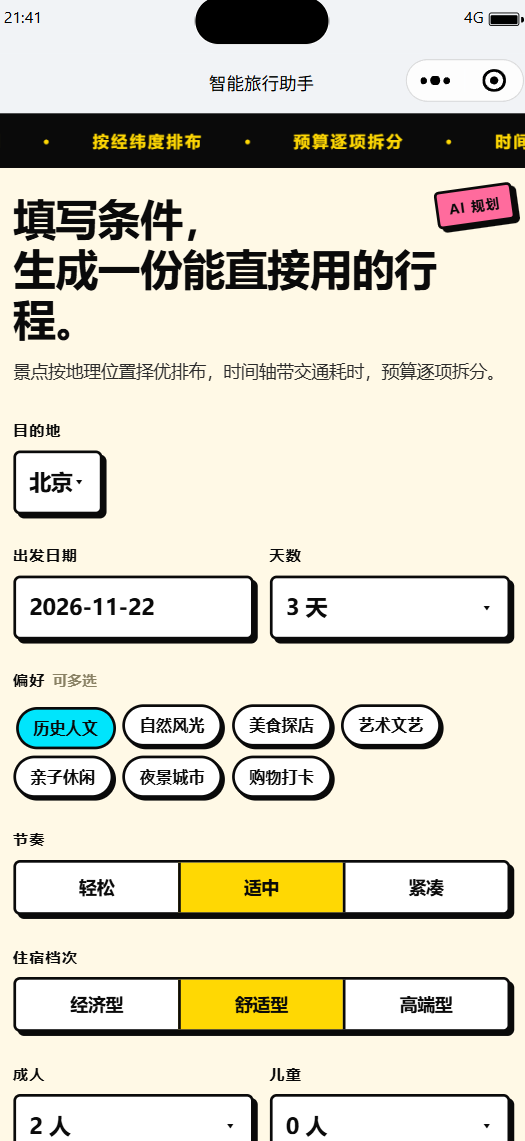 21:41
4G
智能旅行助手
• 按经纬度排布 • 预算逐项拆分 • 时间
AI 规划
填写条件，
生成一份能直接用的行
程。
景点按地理位置择优排布，时间轴带交通耗时，预算逐项拆分。
目的地
北京
出发日期 天数
2026-11-22 3 天
偏好 可多选
历史人文 自然风光 美食探店 艺术文艺
亲子休闲 夜景城市 购物打卡
节奏
轻松 适中 紧凑
住宿档次
经济型 舒适型 高端型
成人 儿童
2 人 0 人